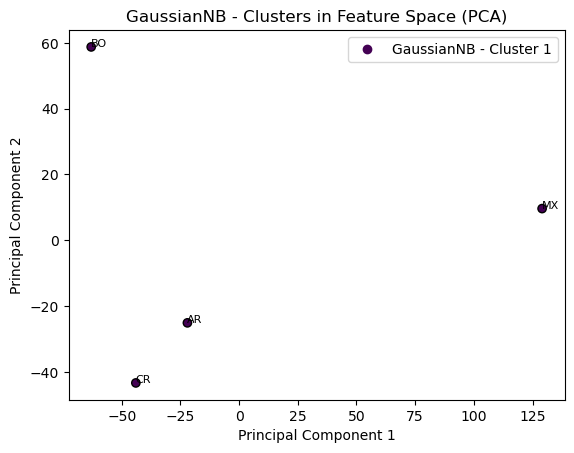 GaussianNB - Clusters in Feature Space (PCA)
GaussianNB - Cluster 1
BO
MX
AR
CR
60
40
20
0
−20
−40
Principal Component 2
−50
−25
0
25
50
75
100
125
Principal Component 1